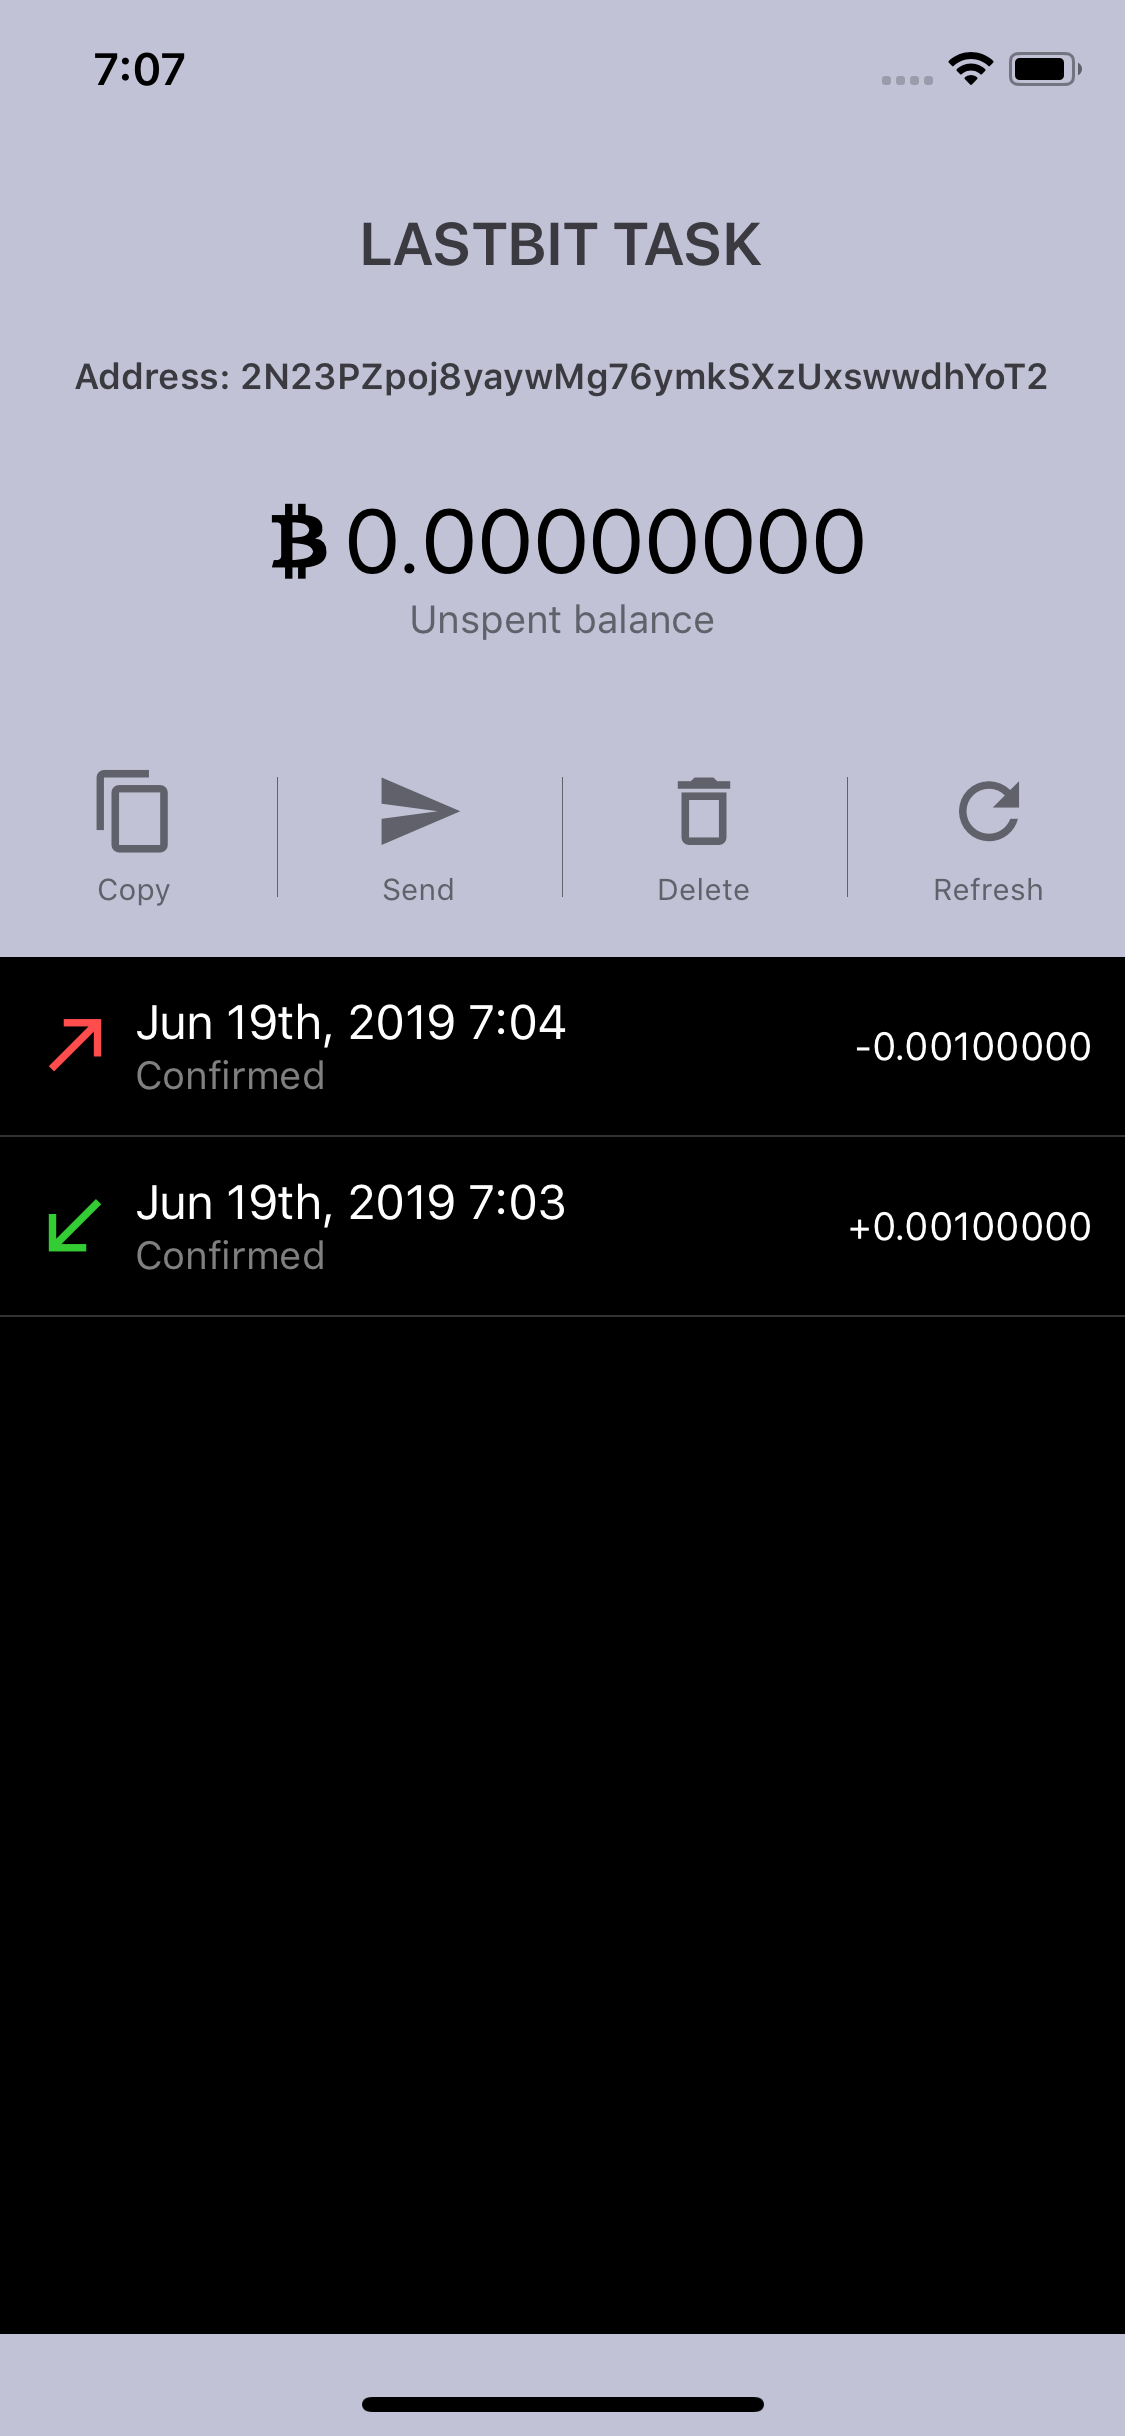 7:07
LASTBIT TASK
Address: 2N23PZpoj8yaywMg76ymkSXzUxswwdhYoT2
₿ 0.00000000
Unspent balance
Copy Send Delete Refresh
Jun 19th, 2019 7:04
Confirmed
-0.00100000
Jun 19th, 2019 7:03
Confirmed
+0.00100000